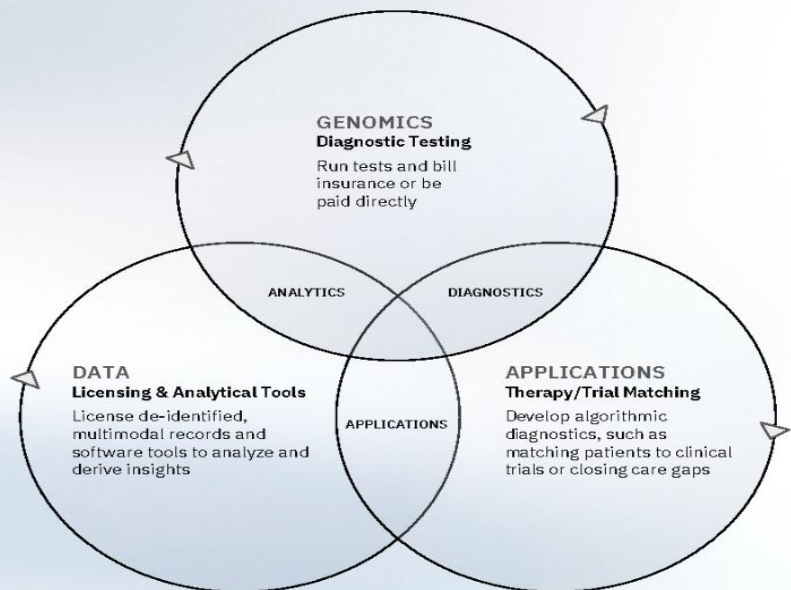 GENOMICS
Diagnostic Testing
Run tests and bill
insurance or be
paid directly
ANALYTICS
DIAGNOSTICS
DATA
Licensing & Analytical Tools
License de-identified,
multimodal records and
software tools to analyze and
derive insights
APPLICATIONS
APPLICATIONS
Therapy/Trial Matching
Develop algorithmic
diagnostics, such as
matching patients to clinical
trials or closing care gaps